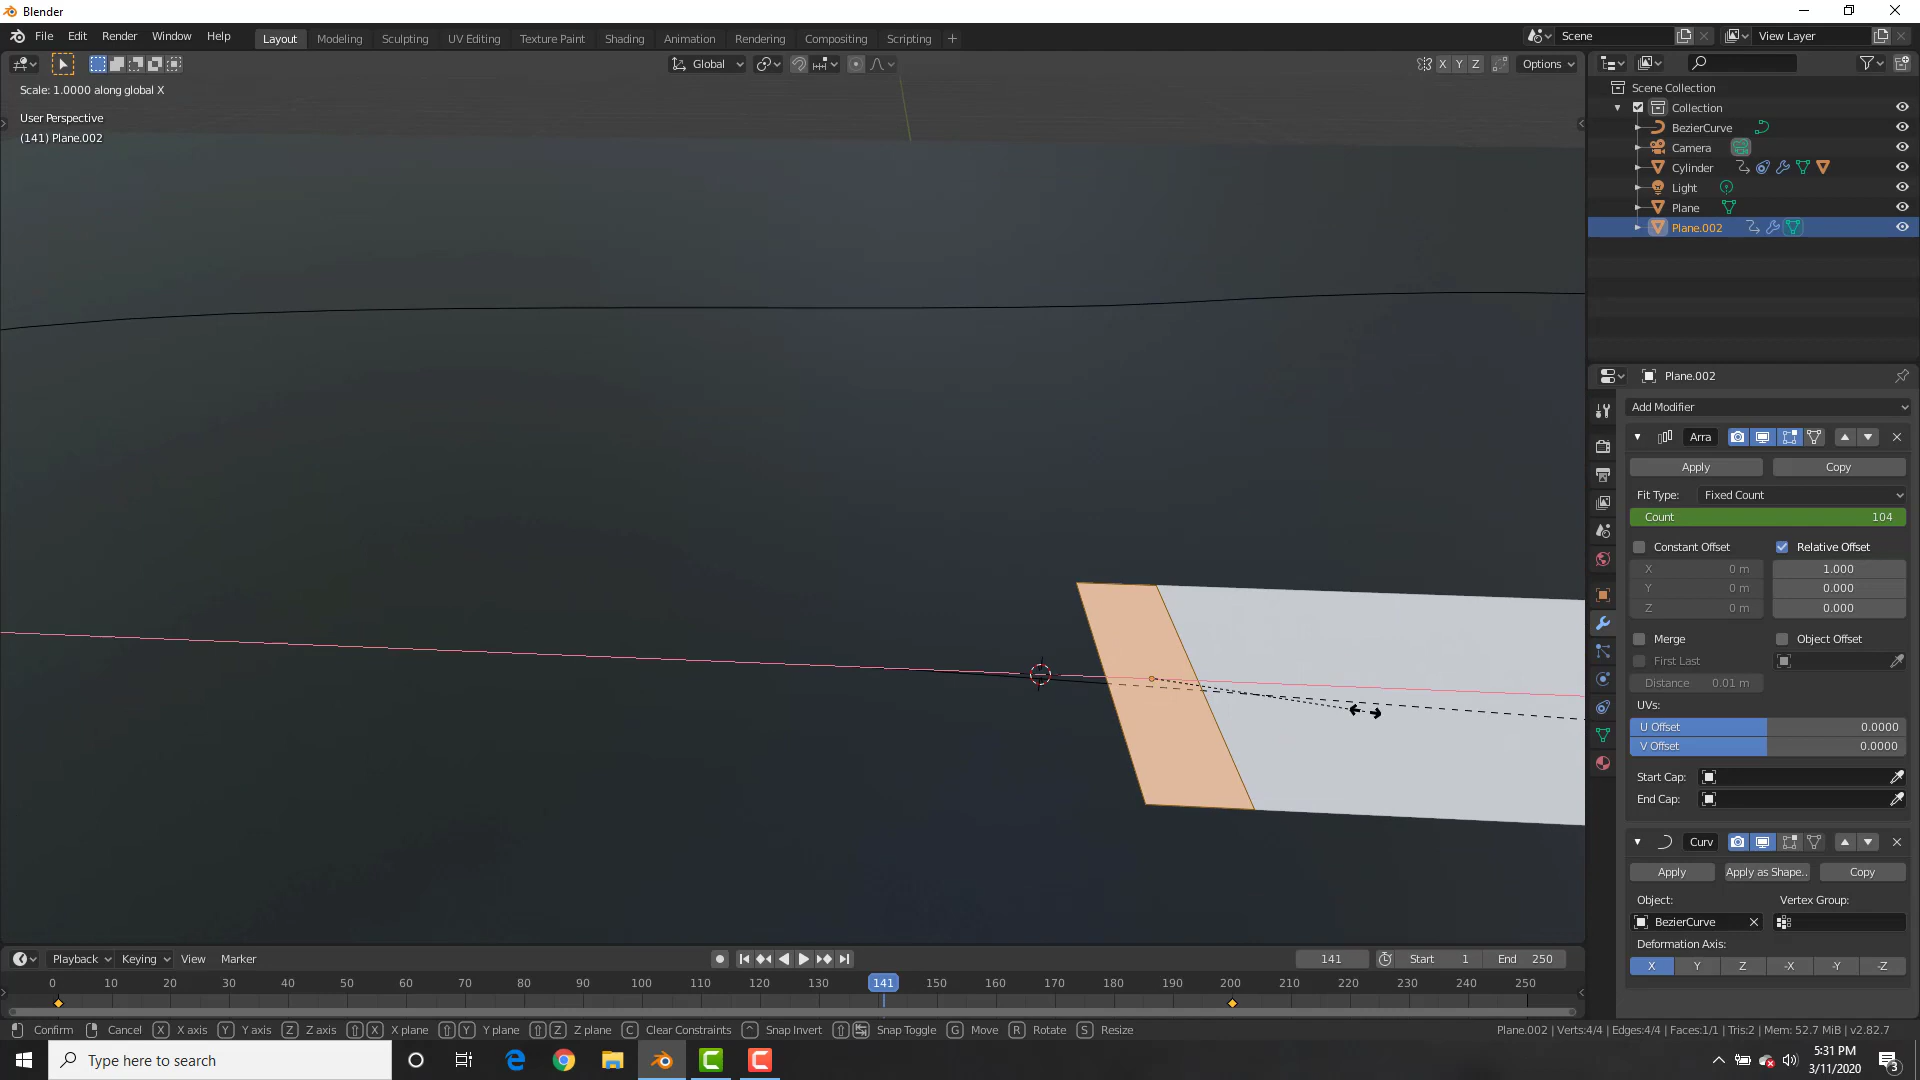 Blender
File Edit Render Window Help
Layout Modeling Sculpting UV Editing Texture Paint Shading Animation Rendering Compositing Scripting +
Scene
View Layer
Global
X Y Z
Options
Scale: 1.0000 along global X
User Perspective
(141) Plane.002
Scene Collection
Collection
BezierCurve
Camera
Cylinder
Light
Plane
Plane.002
Plane.002
Add Modifier
Arra
Apply Copy
Fit Type: Fixed Count
Count 104
Constant Offset Relative Offset
X 0 m 1.000
Y 0 m 0.000
Z 0 m 0.000
Merge Object Offset
First Last
Distance 0.01 m
UVs:
U Offset 0.0000
V Offset 0.0000
Start Cap:
End Cap:
Curv
Apply Apply as Shape.. Copy
Object: Vertex Group:
BezierCurve
Deformation Axis:
X Y Z -X -Y -Z
Playback Keying View Marker
141 Start 1 End 250
0 10 20 30 40 50 60 70 80 90 100 110 120 130 141 150 160 170 180 190 200 210 220 230 240 250
Confirm Cancel X X axis Y Y axis Z Z axis X X plane Y Y plane Z Z plane C Clear Constraints ^ Snap Invert Snap Toggle G Move R Rotate S Resize
Plane.002 | Verts:4/4 | Edges:4/4 | Faces:1/1 | Tris:2 | Mem: 52.7 MiB | v2.82.7
Type here to search
5:31 PM
3/11/2020
3